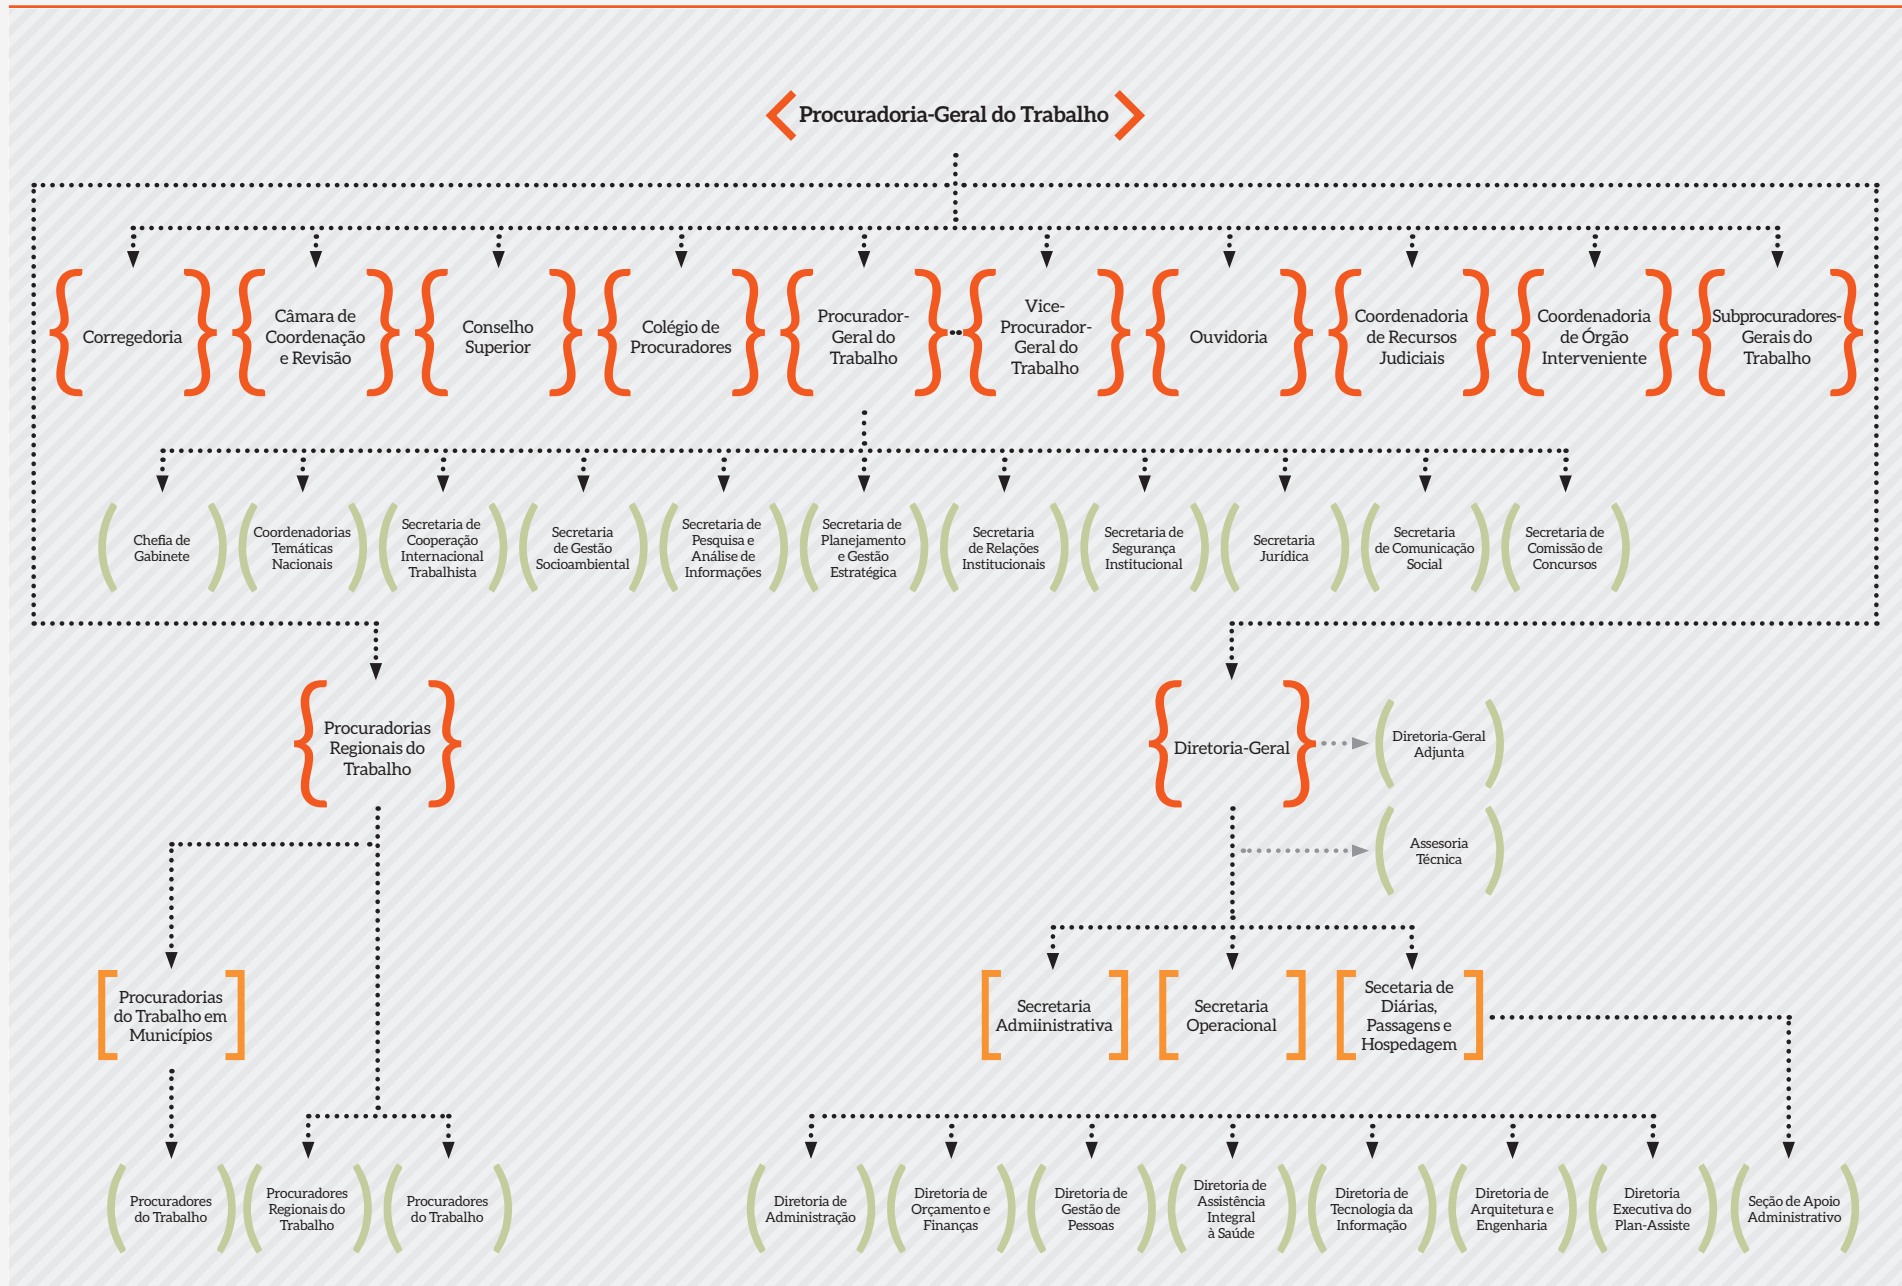 Procuradoria-Geral do Trabalho
Corregedoria
Câmara de
Coordenação
e Revisão
Conselho
Superior
Colégio de
Procuradores
Procurador-
Geral do
Trabalho
Vice-
Procurador-
Geral do
Trabalho
Ouvidoria
Coordenadoria
de Recursos
Judiciais
Coordenadoria
de Órgão
Interveniente
Subprocuradores-
Gerais do
Trabalho
Chefia de
Gabinete
Coordenadorias
Temáticas
Nacionais
Secretaria de
Cooperação
Internacional
Trabalhista
Secretaria
de Gestão
Socioambiental
Secretaria de
Pesquisa e
Análise de
Informações
Secretaria de
Planejamento
e Gestão
Estratégica
Secretaria
de Relações
Institucionais
Secretaria de
Segurança
Institucional
Secretaria
Jurídica
Secretaria
de Comunicação
Social
Secretaria de
Comissão de
Concursos
Procuradorias
Regionais do
Trabalho
Diretoria-Geral
Diretoria-Geral
Adjunta
Assesoria
Técnica
Procuradorias
do Trabalho em
Municípios
Secretaria
Admiinistrativa
Secretaria
Operacional
Secetaria de
Diárias,
Passagens e
Hospedagem
Procuradores
do Trabalho
Procuradores
Regionais do
Trabalho
Procuradores
do Trabalho
Diretoria de
Administração
Diretoria de
Orçamento e
Finanças
Diretoria de
Gestão de
Pessoas
Diretoria de
Assistência
Integral
à Saúde
Diretoria de
Tecnologia da
Informação
Diretoria de
Arquitetura e
Engenharia
Diretoria
Executiva do
Plan-Assiste
Seção de Apoio
Administrativo